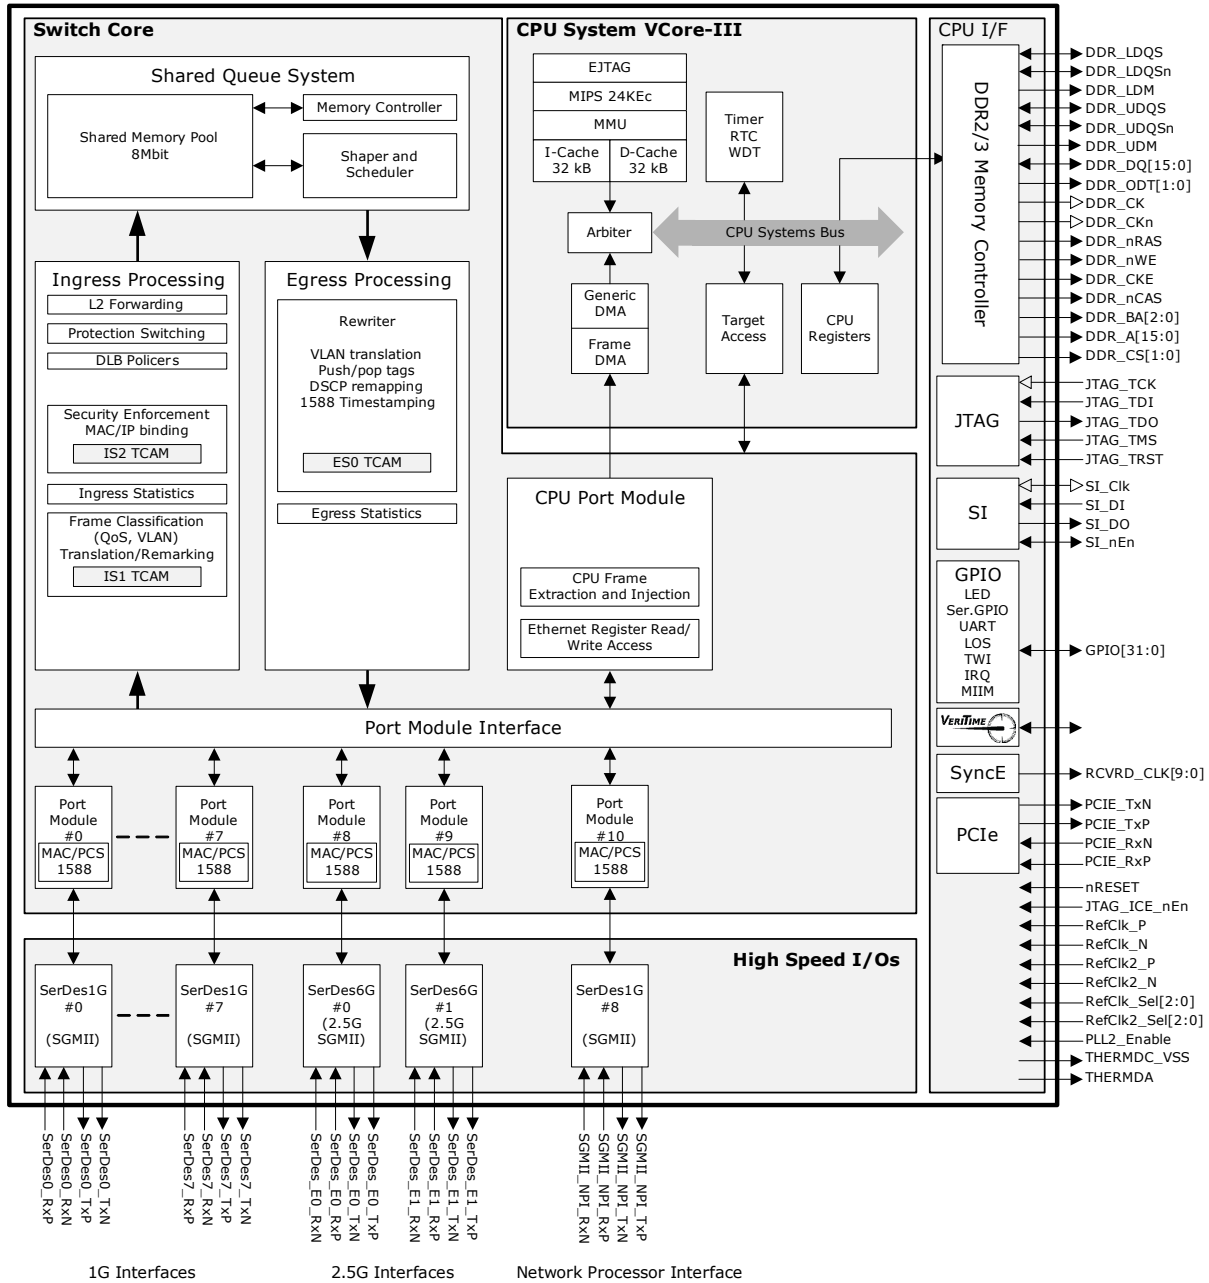 Switch Core
Shared Queue System
Shared Memory Pool
8Mbit
Memory Controller
Shaper and
Scheduler
Ingress Processing
L2 Forwarding
Protection Switching
DLB Policers
Security Enforcement
MAC/IP binding
IS2 TCAM
Ingress Statistics
Frame Classification
(QoS, VLAN)
Translation/Remarking
IS1 TCAM
Egress Processing
Rewriter
VLAN translation
Push/pop tags
DSCP remapping
1588 Timestamping
ES0 TCAM
Egress Statistics
CPU System VCore-III
EJTAG
MIPS 24KEc
MMU
I-Cache
32 kB
D-Cache
32 kB
Timer
RTC
WDT
Arbiter
CPU Systems Bus
Generic
DMA
Frame
DMA
Target
Access
CPU
Registers
CPU Port Module
CPU Frame
Extraction and Injection
Ethernet Register Read/
Write Access
Port Module Interface
Port
Module
#0
MAC/PCS
1588
Port
Module
#7
MAC/PCS
1588
Port
Module
#8
MAC/PCS
1588
Port
Module
#9
MAC/PCS
1588
Port
Module
#10
MAC/PCS
1588
High Speed I/Os
SerDes1G
#0
(SGMII)
SerDes1G
#7
(SGMII)
SerDes6G
#0
(2.5G
SGMII)
SerDes6G
#1
(2.5G
SGMII)
SerDes1G
#8
(SGMII)
SerDes0_RxP
SerDes0_RxN
SerDes0_TxP
SerDes0_TxN
SerDes7_RxP
SerDes7_RxN
SerDes7_TxP
SerDes7_TxN
SerDes_E0_RxN
SerDes_E0_RxP
SerDes_E0_TxN
SerDes_E0_TxP
SerDes_E1_RxN
SerDes_E1_RxP
SerDes_E1_TxN
SerDes_E1_TxP
SGMII_NPI_RxN
SGMII_NPI_RxP
SGMII_NPI_TxN
SGMII_NPI_TxP
1G Interfaces
2.5G Interfaces
Network Processor Interface
CPU I/F
DDR2/3 Memory Controller
DDR_LDQS
DDR_LDQSn
DDR_LDM
DDR_UDQS
DDR_UDQSn
DDR_UDM
DDR_DQ[15:0]
DDR_ODT[1:0]
DDR_CK
DDR_CKn
DDR_nRAS
DDR_nWE
DDR_CKE
DDR_nCAS
DDR_BA[2:0]
DDR_A[15:0]
DDR_CS[1:0]
JTAG
JTAG_TCK
JTAG_TDI
JTAG_TDO
JTAG_TMS
JTAG_TRST
SI
SI_Clk
SI_DI
SI_DO
SI_nEn
GPIO
LED
Ser.GPIO
UART
LOS
TWI
IRQ
MIIM
GPIO[31:0]
VERITIME
SyncE
RCVRD_CLK[9:0]
PCIe
PCIE_TxN
PCIE_TxP
PCIE_RxN
PCIE_RxP
nRESET
JTAG_ICE_nEn
RefClk_P
RefClk_N
RefClk2_P
RefClk2_N
RefClk_Sel[2:0]
RefClk2_Sel[2:0]
PLL2_Enable
THERMDC_VSS
THERMDA